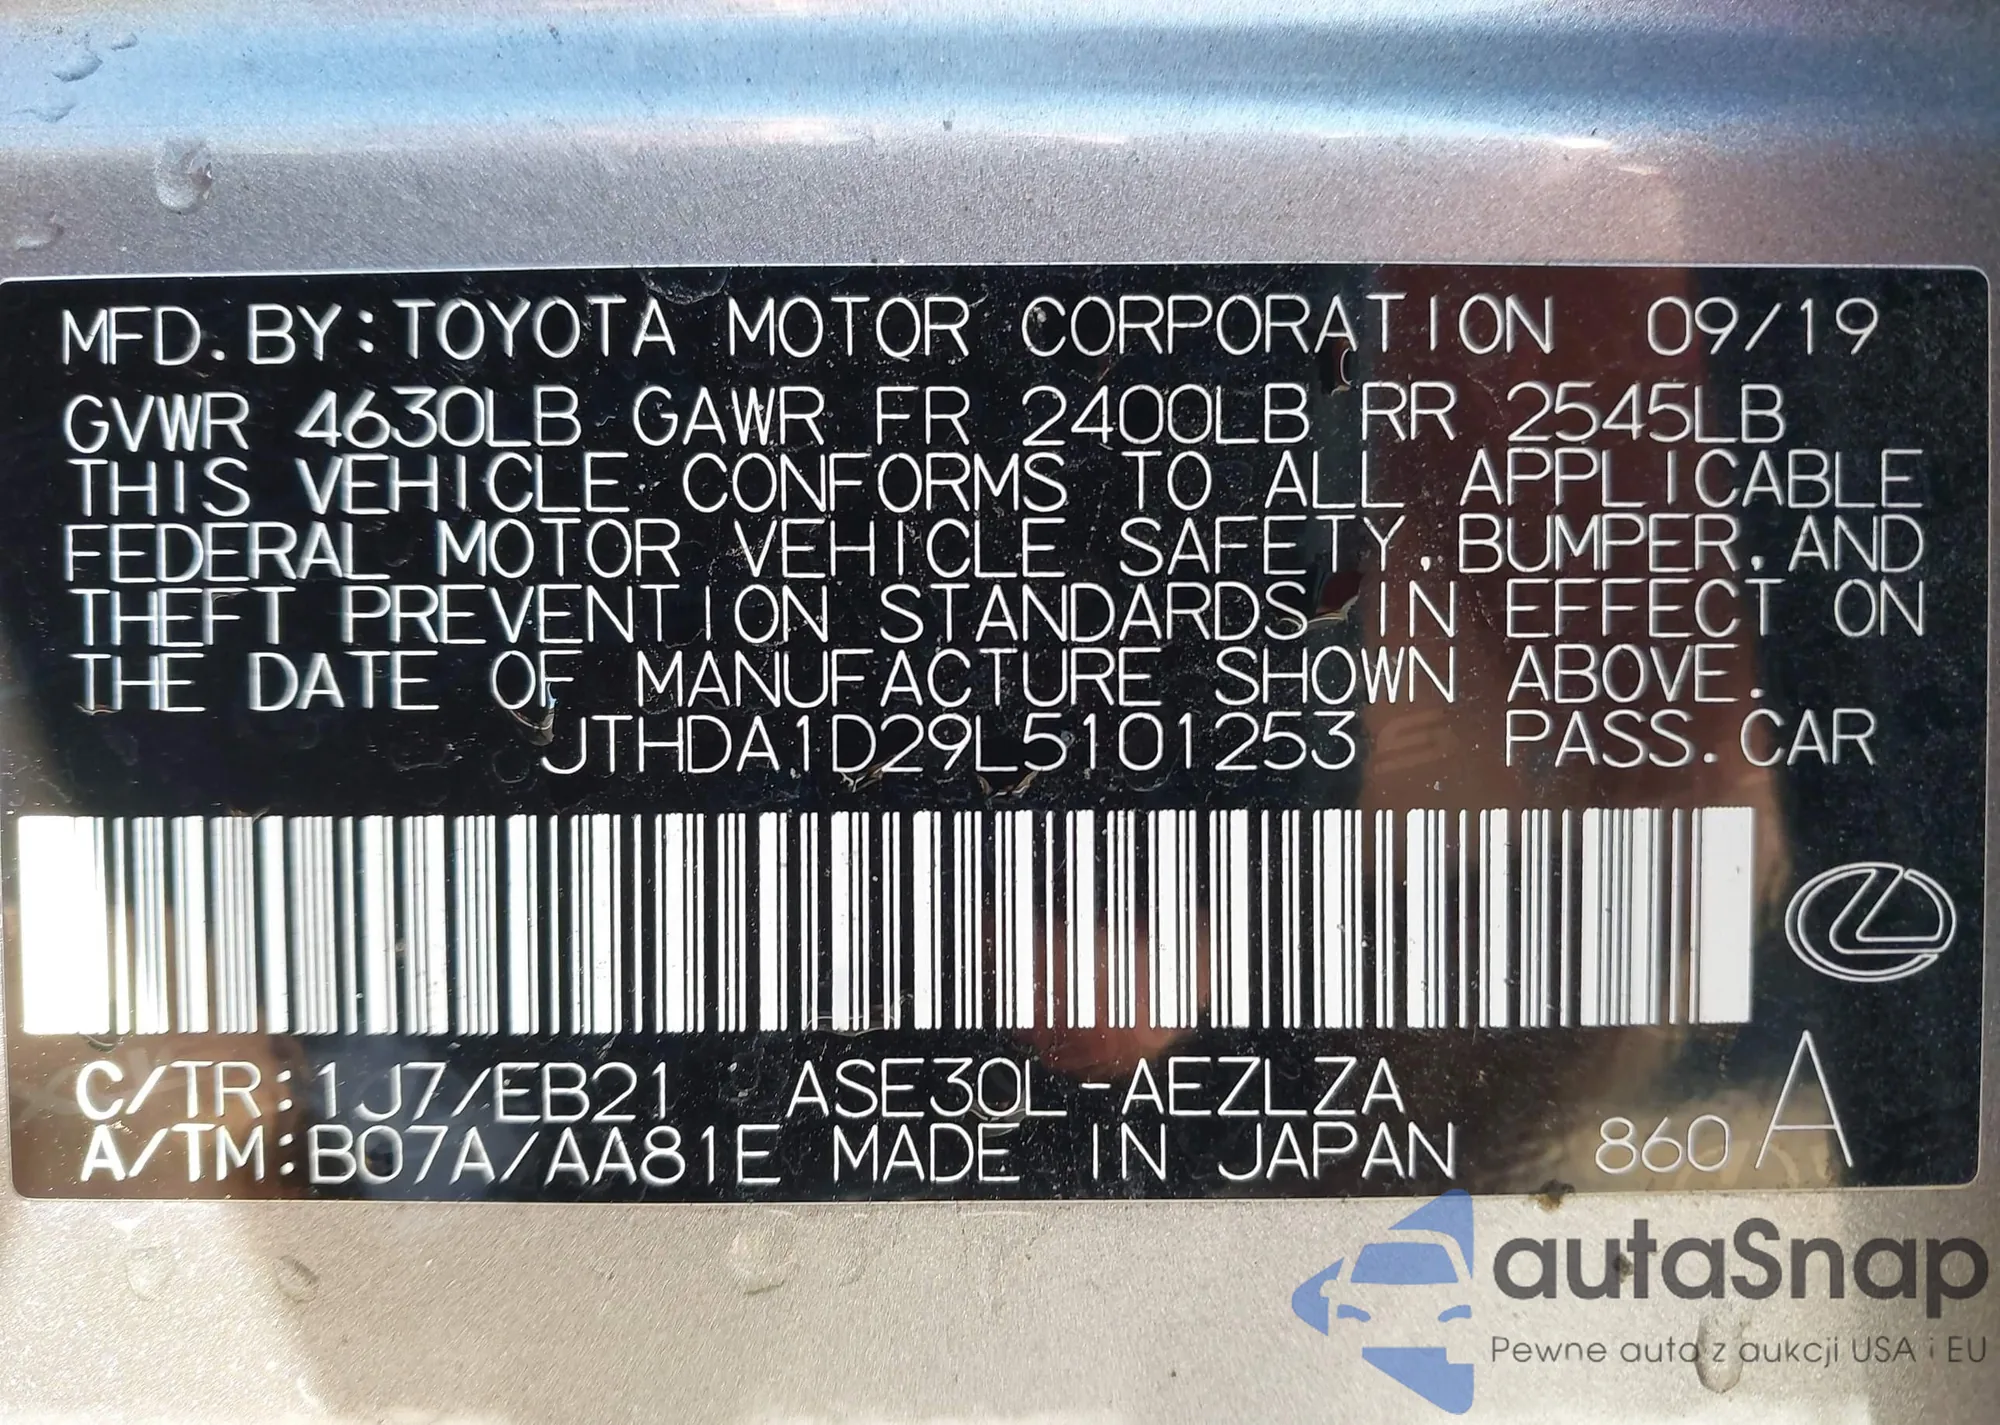 MFD. BY: TOYOTA MOTOR CORPORATION 09/19
GVWR 4630LB GAWR FR 2400LB RR 2545LB
THIS VEHICLE CONFORMS TO ALL APPLICABLE
FEDERAL MOTOR VEHICLE SAFETY, BUMPER, AND
THEFT PREVENTION STANDARDS IN EFFECT ON
THE DATE OF MANUFACTURE SHOWN ABOVE.
JTHDA1D29L5101253 PASS. CAR
C/TR: 1J7/EB21 ASE30L-AEZLZA
A/TM: B07A/AA81E MADE IN JAPAN 860 A
autaSnap
Pewne auta z aukcji USA i EU